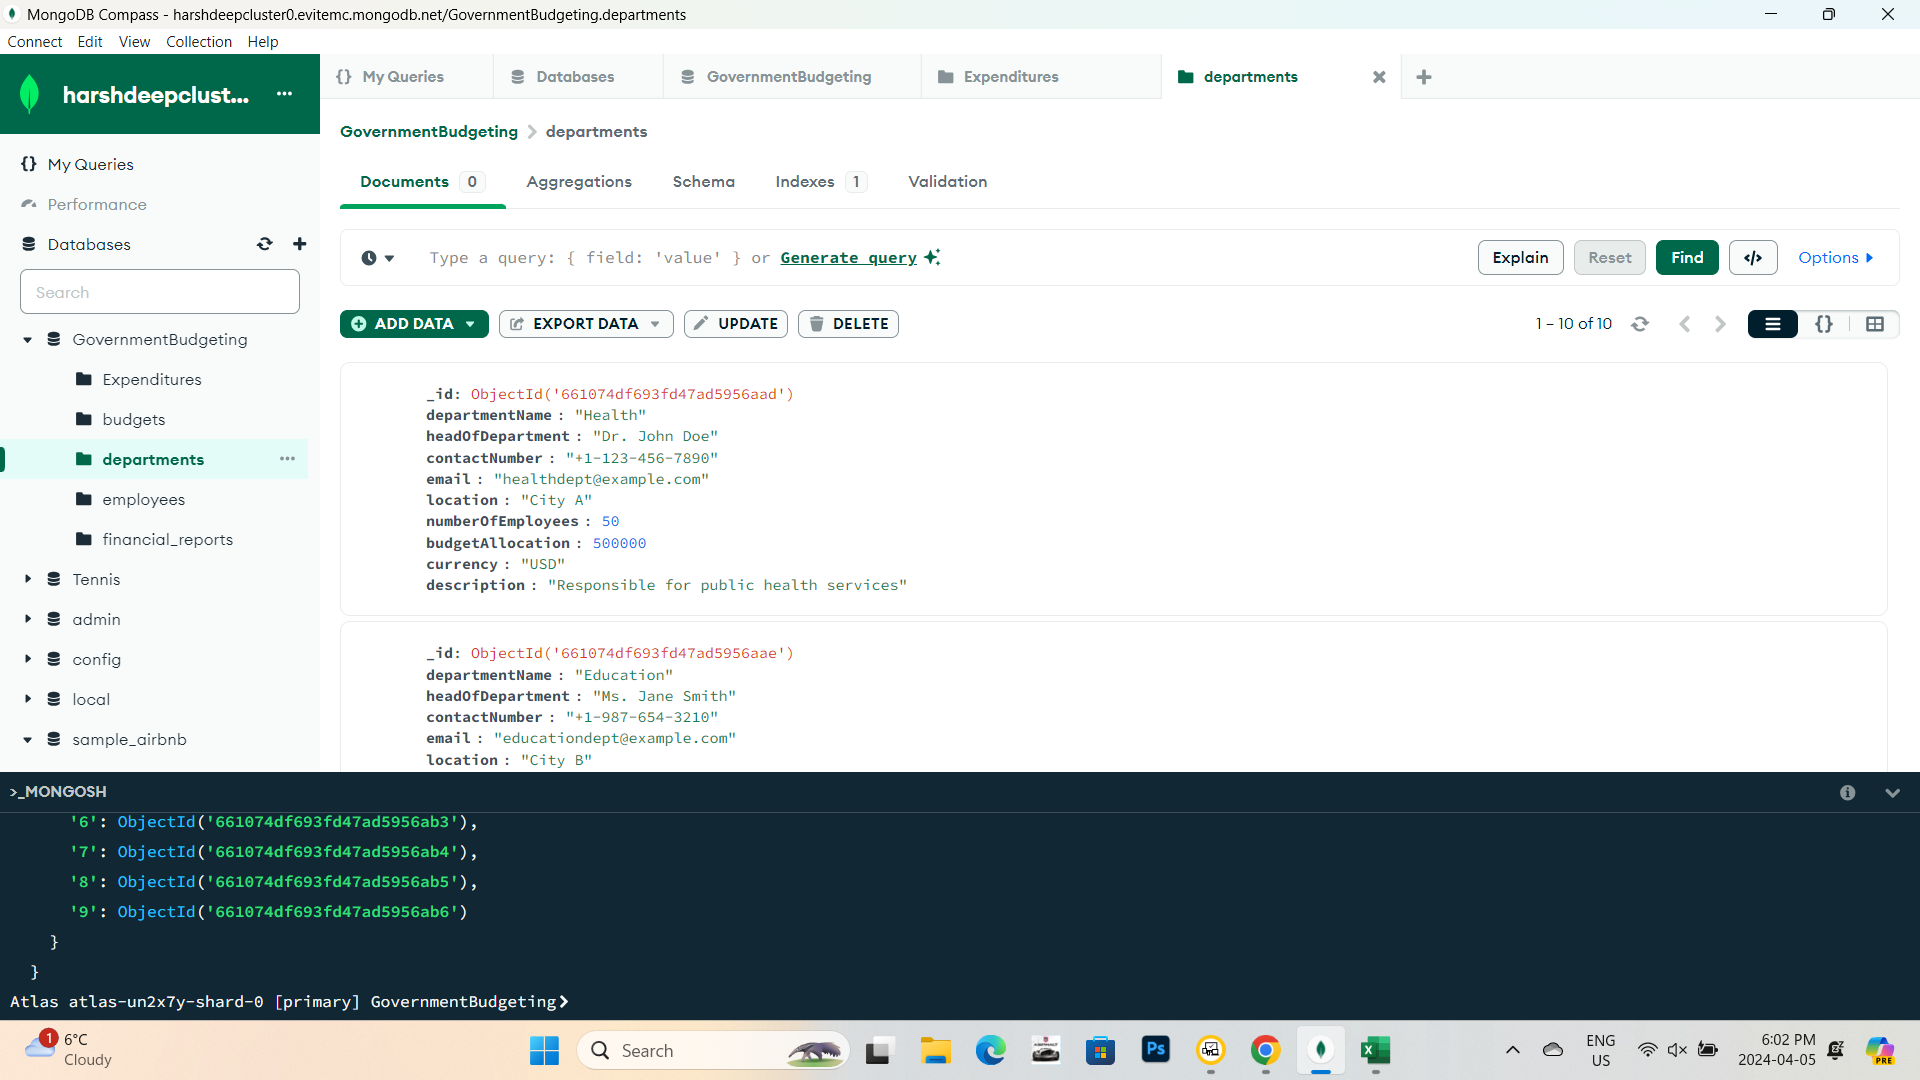 MongoDB Compass - harshdeepcluster0.evitemc.mongodb.net/GovernmentBudgeting.departments
Connect Edit View Collection Help
harshdeepclust...
My Queries
Databases
GovernmentBudgeting
Expenditures
departments
GovernmentBudgeting > departments
My Queries
Performance
Databases
Search
GovernmentBudgeting
Expenditures
budgets
departments
employees
financial_reports
Tennis
admin
config
local
sample_airbnb
Documents 0
Aggregations
Schema
Indexes 1
Validation
Type a query: { field: 'value' } or Generate query
Explain
Reset
Find
</>
Options
ADD DATA
EXPORT DATA
UPDATE
DELETE
1 – 10 of 10
{}
_id: ObjectId('661074df693fd47ad5956aad')
departmentName : "Health"
headOfDepartment : "Dr. John Doe"
contactNumber : "+1-123-456-7890"
email : "healthdept@example.com"
location : "City A"
numberOfEmployees : 50
budgetAllocation : 500000
currency : "USD"
description : "Responsible for public health services"
_id: ObjectId('661074df693fd47ad5956aae')
departmentName : "Education"
headOfDepartment : "Ms. Jane Smith"
contactNumber : "+1-987-654-3210"
email : "educationdept@example.com"
location : "City B"
>_MONGOSH
'6': ObjectId('661074df693fd47ad5956ab3'),
'7': ObjectId('661074df693fd47ad5956ab4'),
'8': ObjectId('661074df693fd47ad5956ab5'),
'9': ObjectId('661074df693fd47ad5956ab6')
}
}
Atlas atlas-un2x7y-shard-0 [primary] GovernmentBudgeting>
1
6°C
Cloudy
Search
Ps
ENG
US
6:02 PM
2024-04-05
PRE